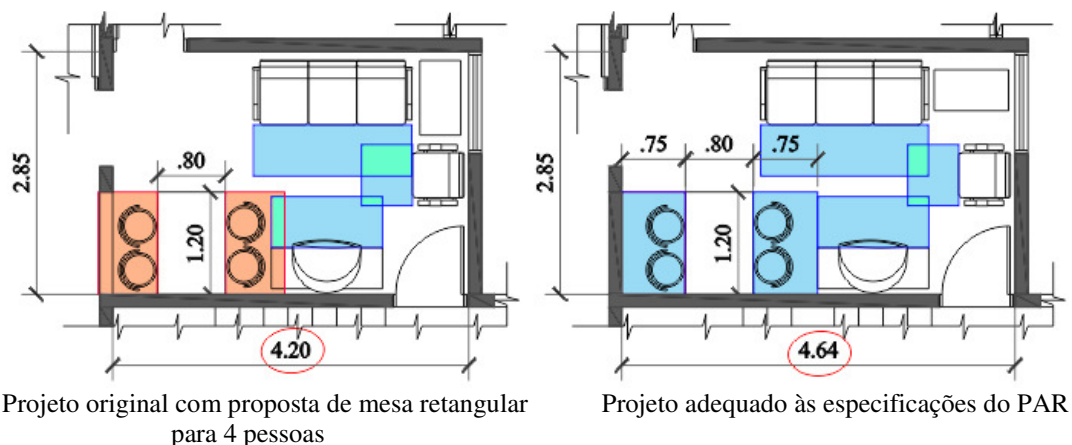 .80
2.85
1.20
4.20
.75 .80 .75
2.85
1.20
4.64
Projeto original com proposta de mesa retangular
para 4 pessoas
Projeto adequado às especificações do PAR